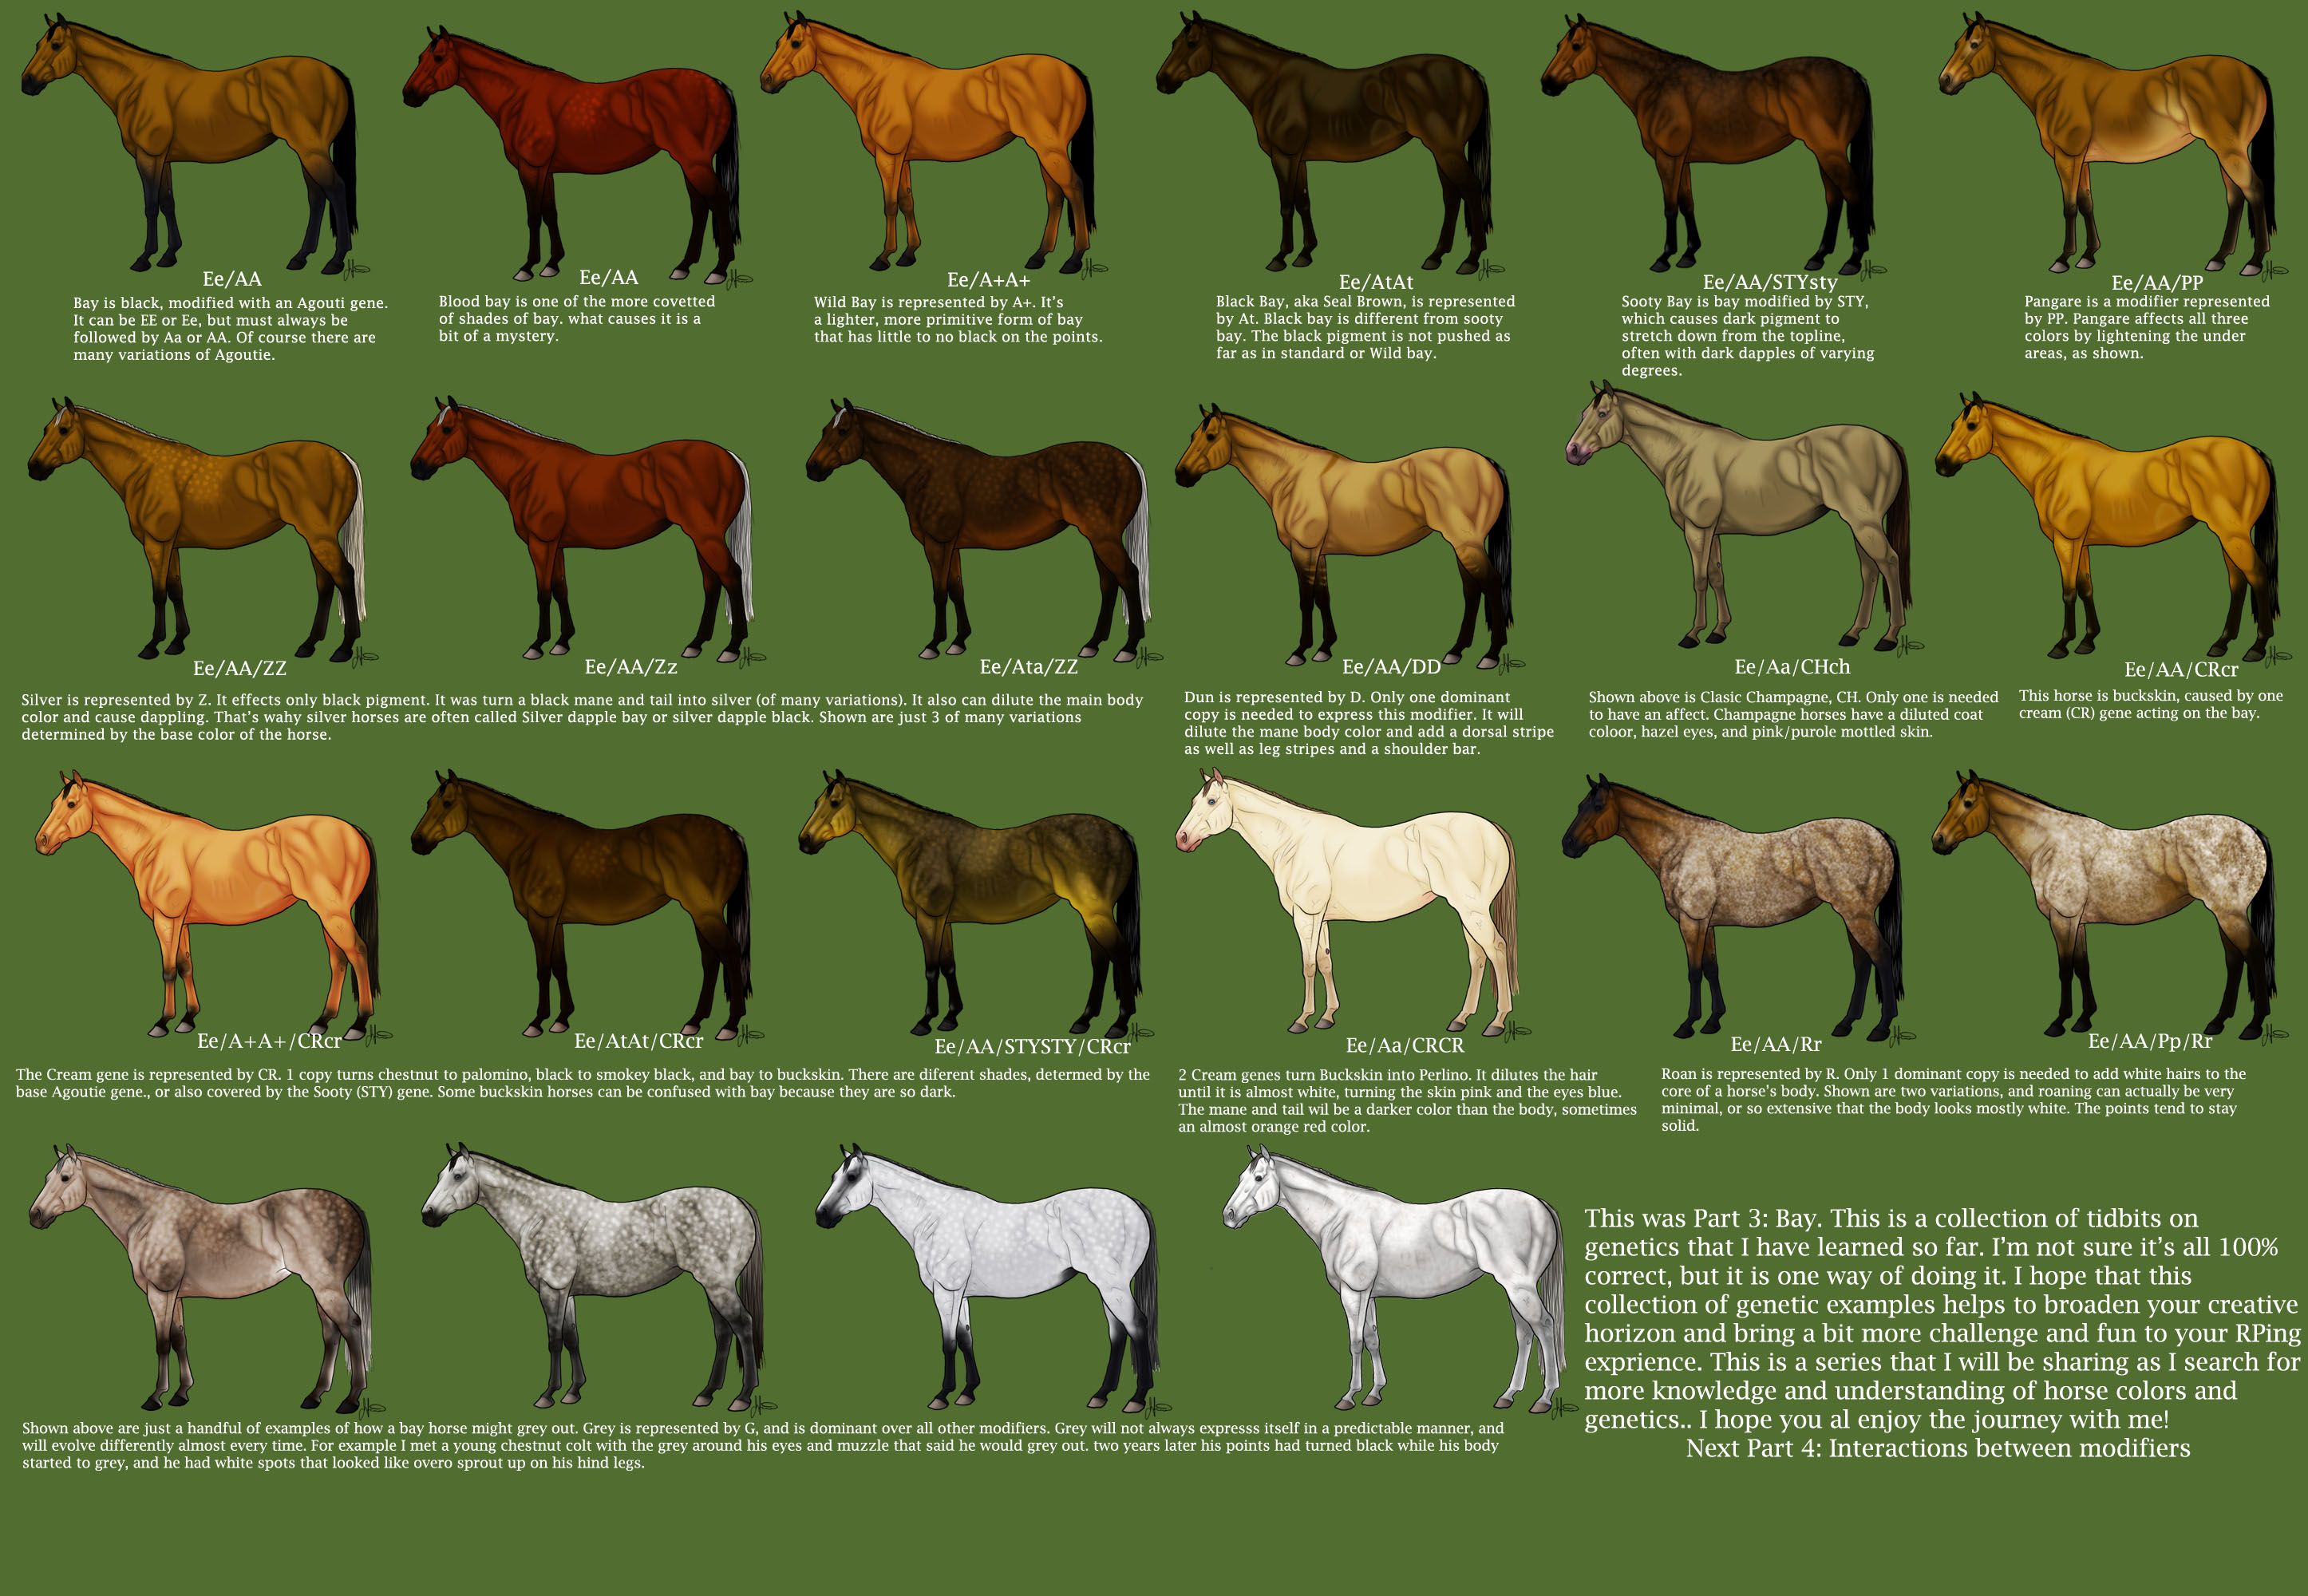 Ee/AA
Bay is black, modified with an Agouti gene.
It can be EE or Ee, but must always be
followed by Aa or AA. Of course there are
many variations of Agoutie.
Ee/AA
Blood bay is one of the more covetted
of shades of bay. what causes it is a
bit of a mystery.
Ee/A+A+
Wild Bay is represented by A+. It's
a lighter, more primitive form of bay
that has little to no black on the points.
Ee/AtAt
Black Bay, aka Seal Brown, is represented
by At. Black bay is different from sooty
bay. The black pigment is not pushed as
far as in standard or Wild bay.
Ee/AA/STYsty
Sooty Bay is bay modified by STY,
which causes dark pigment to
stretch down from the topline,
often with dark dapples of varying
degrees.
Ee/AA/PP
Pangare is a modifier represented
by PP. Pangare affects all three
colors by lightening the under
areas, as shown.
Ee/AA/ZZ
Ee/AA/Zz
Ee/Ata/ZZ
Silver is represented by Z. It effects only black pigment. It was turn a black mane and tail into silver (of many variations). It also can dilute the main body
color and cause dappling. That's wahy silver horses are often called Silver dapple bay or silver dapple black. Shown are just 3 of many variations
determined by the base color of the horse.
Ee/AA/DD
Dun is represented by D. Only one dominant
copy is needed to express this modifier. It will
dilute the mane body color and add a dorsal stripe
as well as leg stripes and a shoulder bar.
Ee/Aa/CHch
Shown above is Clasic Champagne, CH. Only one is needed
to have an affect. Champagne horses have a diluted coat
coloor, hazel eyes, and pink/purole mottled skin.
Ee/AA/CRcr
This horse is buckskin, caused by one
cream (CR) gene acting on the bay.
Ee/A+A+/CRcr
Ee/AtAt/CRcr
Ee/AA/STYSTY/CRcr
The Cream gene is represented by CR. 1 copy turns chestnut to palomino, black to smokey black, and bay to buckskin. There are diferent shades, determed by the
base Agoutie gene., or also covered by the Sooty (STY) gene. Some buckskin horses can be confused with bay because they are so dark.
Ee/Aa/CRCR
2 Cream genes turn Buckskin into Perlino. It dilutes the hair
until it is almost white, turning the skin pink and the eyes blue.
The mane and tail wil be a darker color than the body, sometimes
an almost orange red color.
Ee/AA/Rr
Ee/AA/Pp/Rr
Roan is represented by R. Only 1 dominant copy is needed to add white hairs to the
core of a horse's body. Shown are two variations, and roaning can actually be very
minimal, or so extensive that the body looks mostly white. The points tend to stay
solid.
Shown above are just a handful of examples of how a bay horse might grey out. Grey is represented by G, and is dominant over all other modifiers. Grey will not always expresss itself in a predictable manner, and
will evolve differently almost every time. For example I met a young chestnut colt with the grey around his eyes and muzzle that said he would grey out. two years later his points had turned black while his body
started to grey, and he had white spots that looked like overo sprout up on his hind legs.
This was Part 3: Bay. This is a collection of tidbits on
genetics that I have learned so far. I'm not sure it's all 100%
correct, but it is one way of doing it. I hope that this
collection of genetic examples helps to broaden your creative
horizon and bring a bit more challenge and fun to your RPing
exprience. This is a series that I will be sharing as I search for
more knowledge and understanding of horse colors and
genetics.. I hope you al enjoy the journey with me!
Next Part 4: Interactions between modifiers